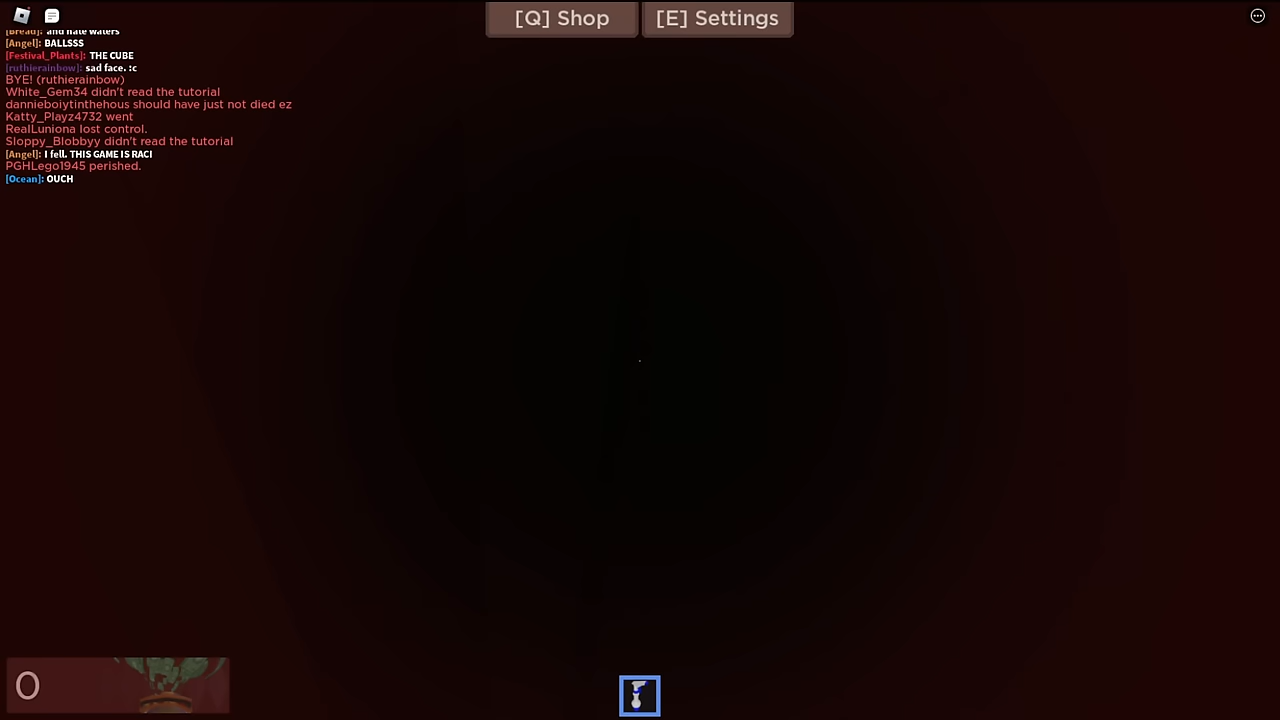 [Q] Shop
[E] Settings
[Bread]: and hate waters
[Angel]: BALLSSS
[Festival_Plants]: THE CUBE
[ruthierainbow]: sad face. :c
BYE! (ruthierainbow)
White_Gem34 didn't read the tutorial
dannieboiytinthehous should have just not died ez
Katty_Playz4732 went
RealLuniona lost control.
Sloppy_Blobbyy didn't read the tutorial
[Angel]: I fell. THIS GAME IS RACI
PGHLego1945 perished.
[Ocean]: OUCH
0